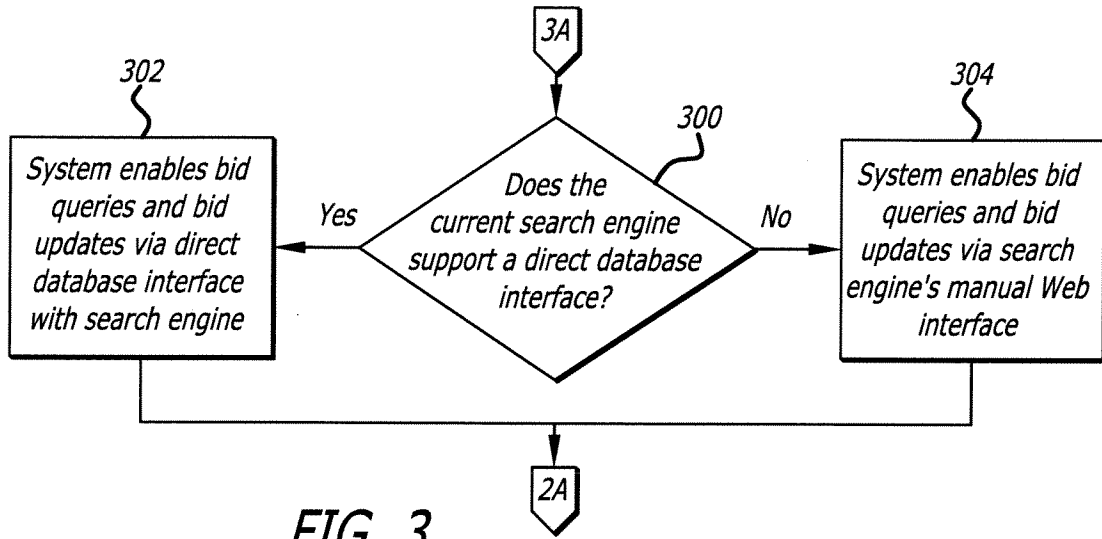 3A
302
System enables bid
queries and bid
updates via direct
database interface
with search engine
Yes
300
Does the
current search engine
support a direct database
interface?
No
304
System enables bid
queries and bid
updates via search
engine's manual Web
interface
2A
FIG. 3